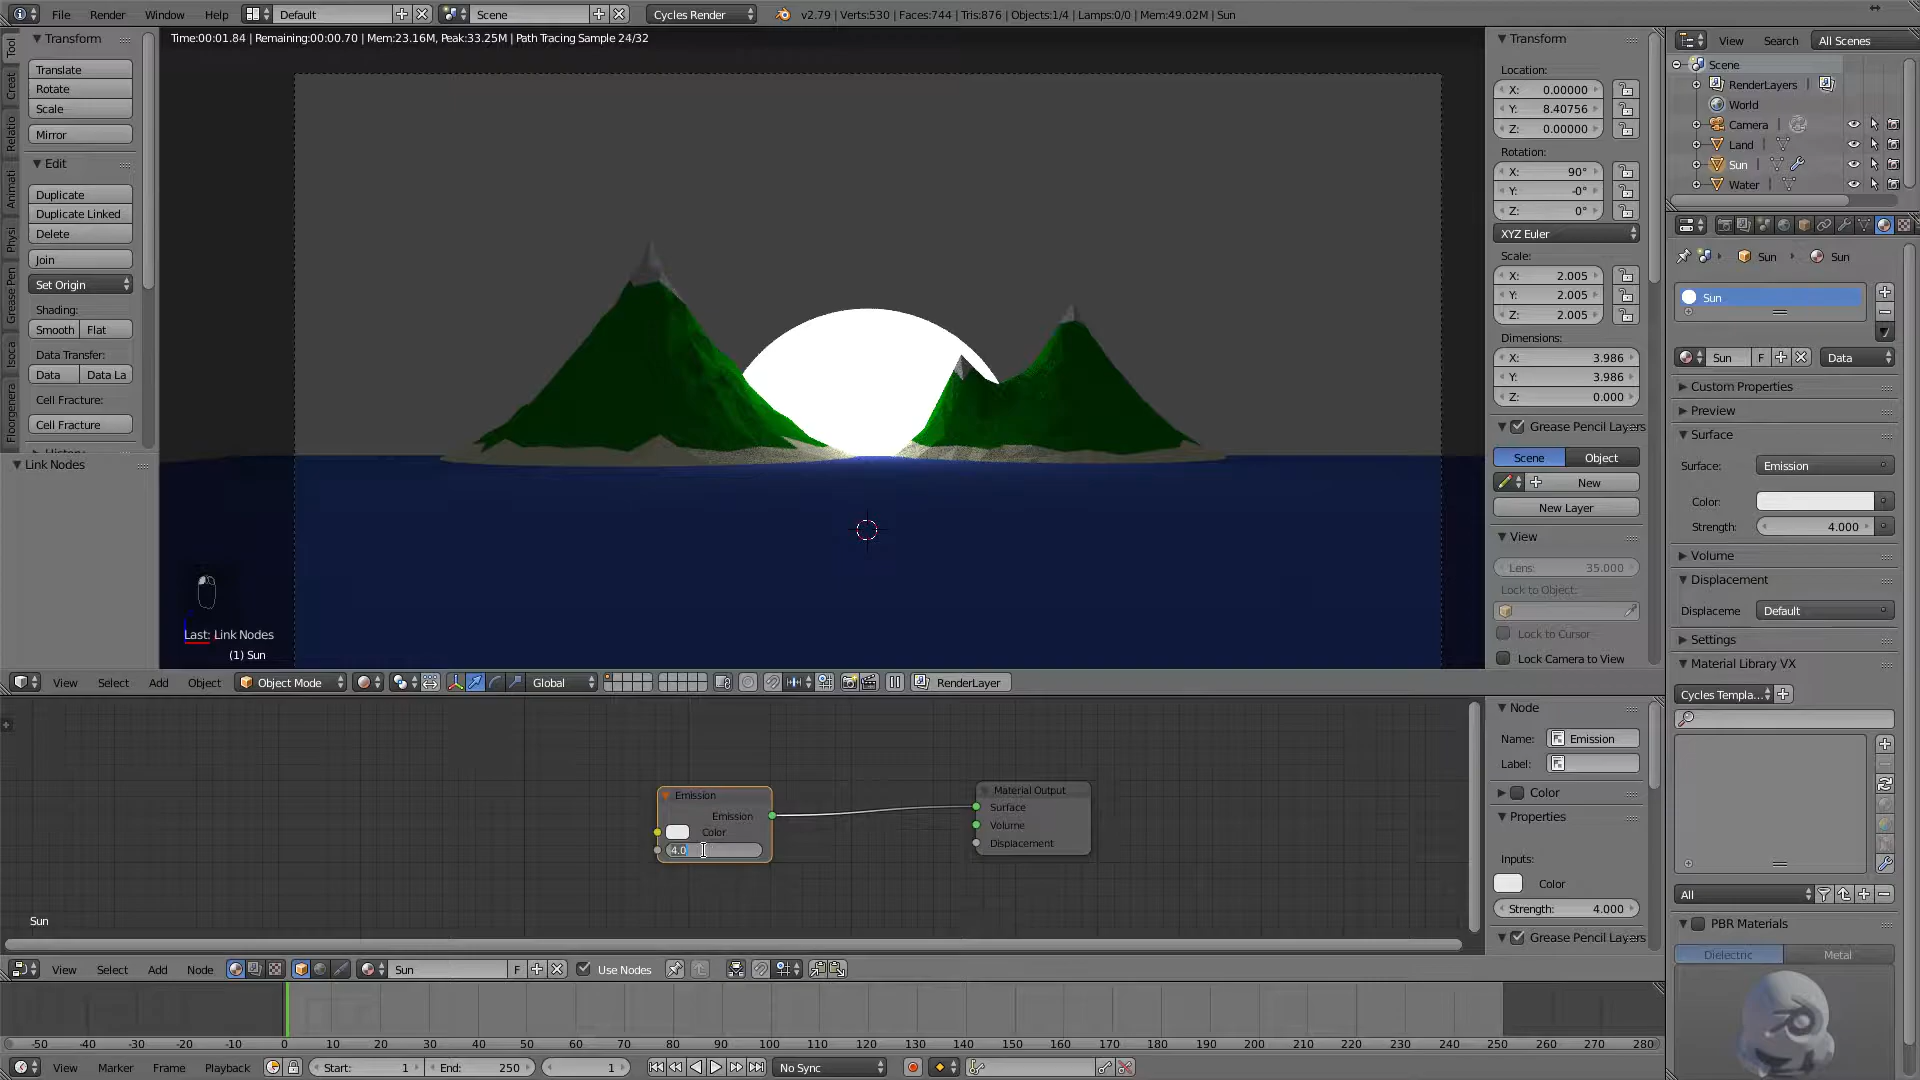 File Render Window Help Default Scene Cycles Render v2.79 | Verts:530 | Faces:744 | Tris:876 | Objects:1/4 | Lamps:0/0 | Mem:49.02M | Sun
Time:00:01.84 | Remaining:00:00.70 | Mem:23.16M, Peak:33.25M | Path Tracing Sample 24/32
Tool
Creat
Relatio
Animati
Physi
Grease Pen
Isoca
Floorgenera
Transform
Translate
Rotate
Scale
Mirror
Edit
Duplicate
Duplicate Linked
Delete
Join
Set Origin
Shading:
Smooth Flat
Data Transfer:
Data Data La
Cell Fracture:
Cell Fracture
Link Nodes
Last: Link Nodes
(1) Sun
View Select Add Object Object Mode Global RenderLayer
Transform
Location:
X: 0.00000
Y: 8.40756
Z: 0.00000
Rotation:
X: 90°
Y: -0°
Z: 0°
XYZ Euler
Scale:
X: 2.005
Y: 2.005
Z: 2.005
Dimensions:
X: 3.986
Y: 3.986
Z: 0.000
Grease Pencil Layers
Scene Object
New
New Layer
View
Lens: 35.000
Lock to Object:
Lock to Cursor
Lock Camera to View
View Search All Scenes
Scene
RenderLayers
World
Camera
Land
Sun
Water
Sun Sun
Sun
Sun F Data
Custom Properties
Preview
Surface
Surface: Emission
Color:
Strength: 4.000
Volume
Displacement
Displaceme Default
Settings
Material Library VX
Cycles Templa...
All
PBR Materials
Dielectric Metal
Emission
Emission
Color
4.0
Material Output
Surface
Volume
Displacement
Sun
Node
Name: Emission
Label:
Color
Properties
Inputs:
Color
Strength: 4.000
Grease Pencil Layers
View Select Add Node Sun F Use Nodes
-50 -40 -30 -20 -10 0 10 20 30 40 50 60 70 80 90 100 110 120 130 140 150 160 170 180 190 200 210 220 230 240 250 260 270 280
View Marker Frame Playback Start: 1 End: 250 1 No Sync